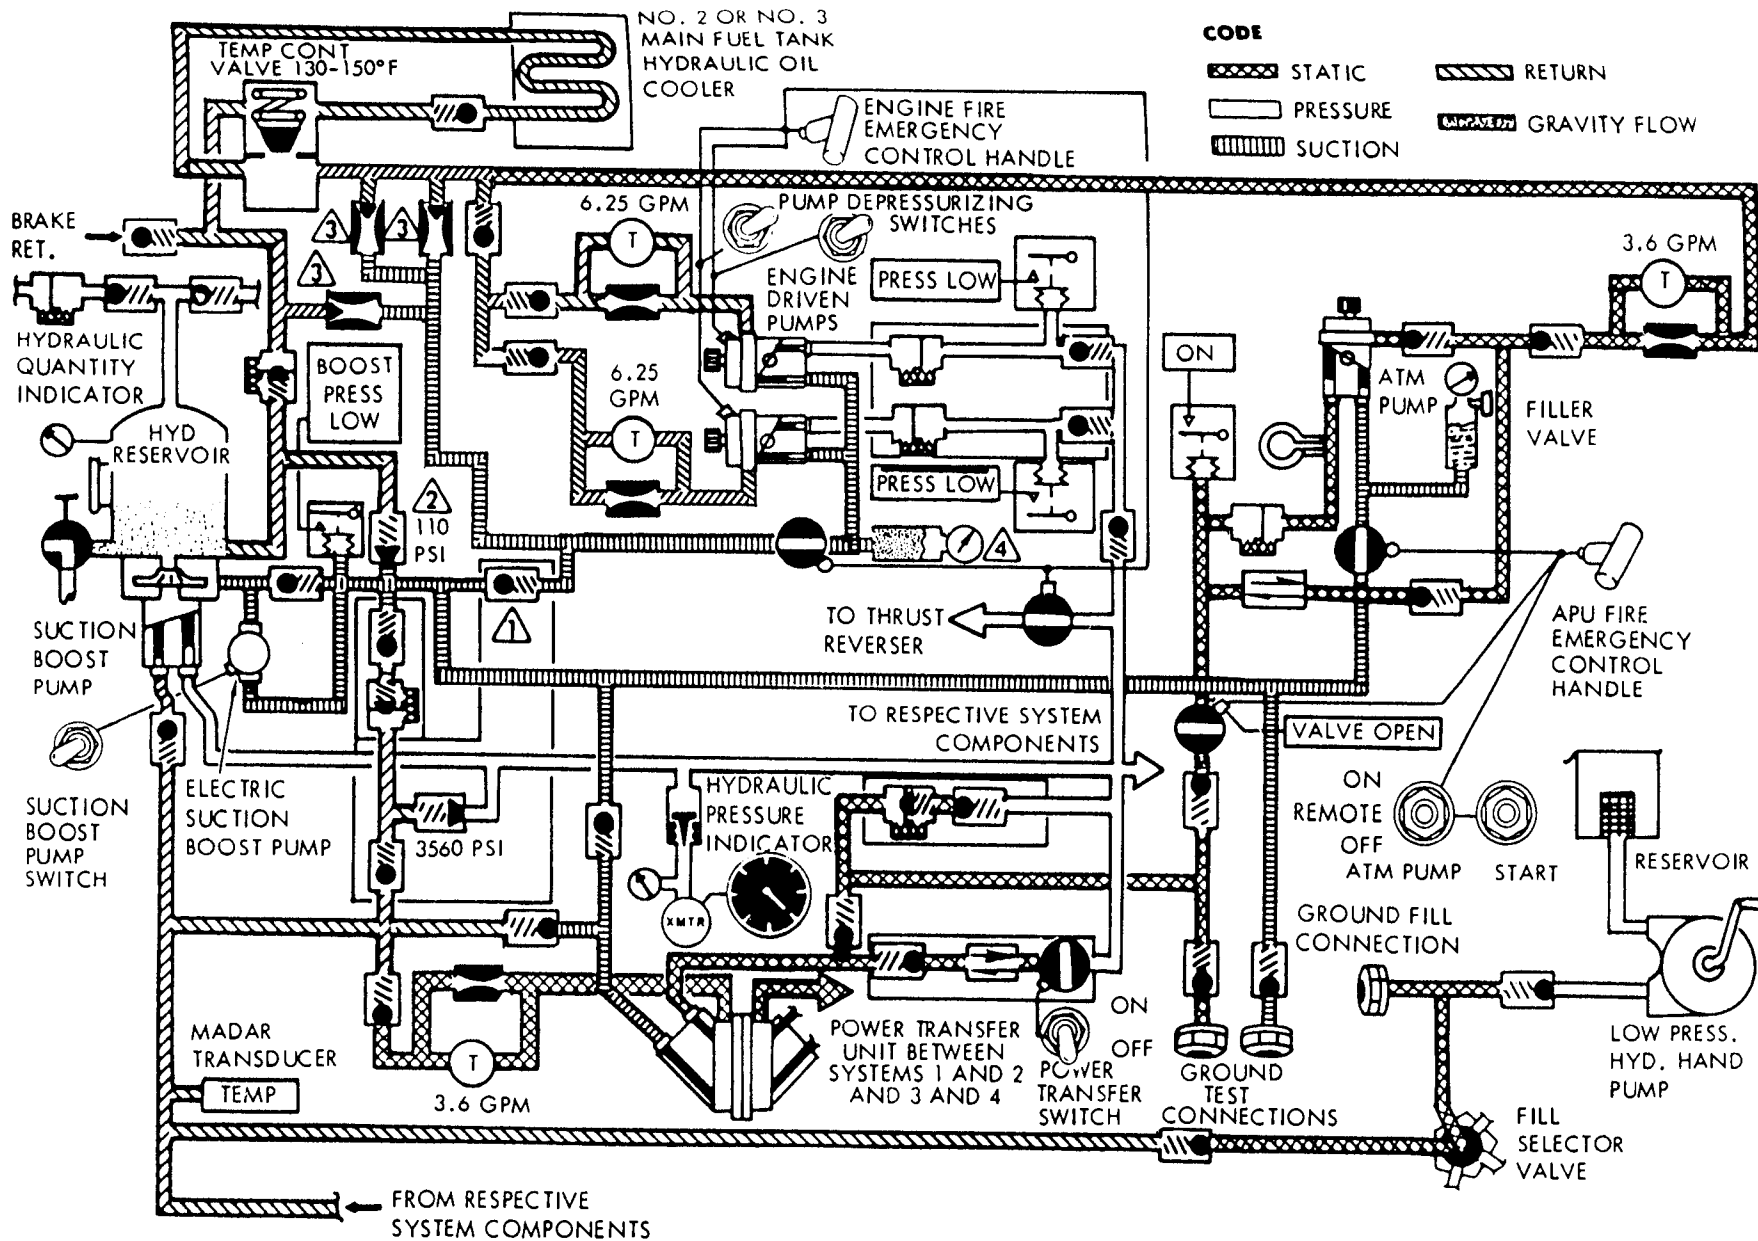 NO. 2 OR NO. 3
MAIN FUEL TANK
HYDRAULIC OIL
COOLER
TEMP CONT
VALVE 130-150°F
CODE
STATIC
PRESSURE
SUCTION
RETURN
GRAVITY FLOW
ENGINE FIRE
EMERGENCY
CONTROL HANDLE
BRAKE
RET.
3
3
3
6.25 GPM
T
PUMP DEPRESSURIZING
SWITCHES
ENGINE
DRIVEN
PUMPS
PRESS LOW
3.6 GPM
T
HYDRAULIC
QUANTITY
INDICATOR
BOOST
PRESS
LOW
6.25
GPM
T
ON
ATM
PUMP
FILLER
VALVE
HYD
RESERVOIR
2
110
PSI
PRESS LOW
4
1
SUCTION
BOOST
PUMP
TO THRUST
REVERSER
APU FIRE
EMERGENCY
CONTROL
HANDLE
TO RESPECTIVE SYSTEM
COMPONENTS
VALVE OPEN
SUCTION
BOOST
PUMP
SWITCH
ELECTRIC
SUCTION
BOOST PUMP
3560 PSI
HYDRAULIC
PRESSURE
INDICATOR
XMTR
ON
REMOTE
OFF
ATM PUMP
START
RESERVOIR
GROUND FILL
CONNECTION
MADAR
TRANSDUCER
TEMP
T
3.6 GPM
POWER TRANSFER
UNIT BETWEEN
SYSTEMS 1 AND 2
AND 3 AND 4
ON
OFF
POWER
TRANSFER
SWITCH
GROUND
TEST
CONNECTIONS
LOW PRESS.
HYD. HAND
PUMP
FILL
SELECTOR
VALVE
FROM RESPECTIVE
SYSTEM COMPONENTS